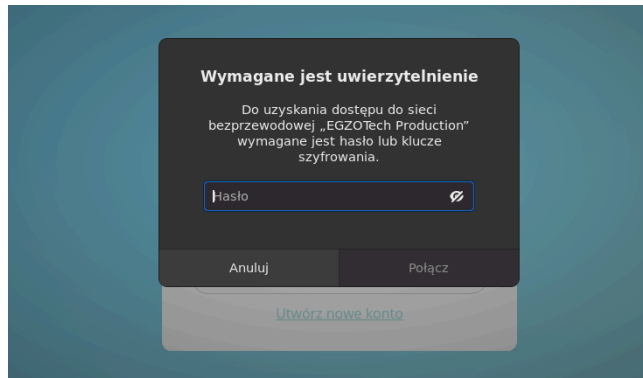 Wymagane jest uwierzytelnienie
Do uzyskania dostępu do sieci
bezprzewodowej „EGZOTech Production”
wymagane jest hasło lub klucze
szyfrowania.
Hasło
Anuluj
Połącz
Utwórz nowe konto